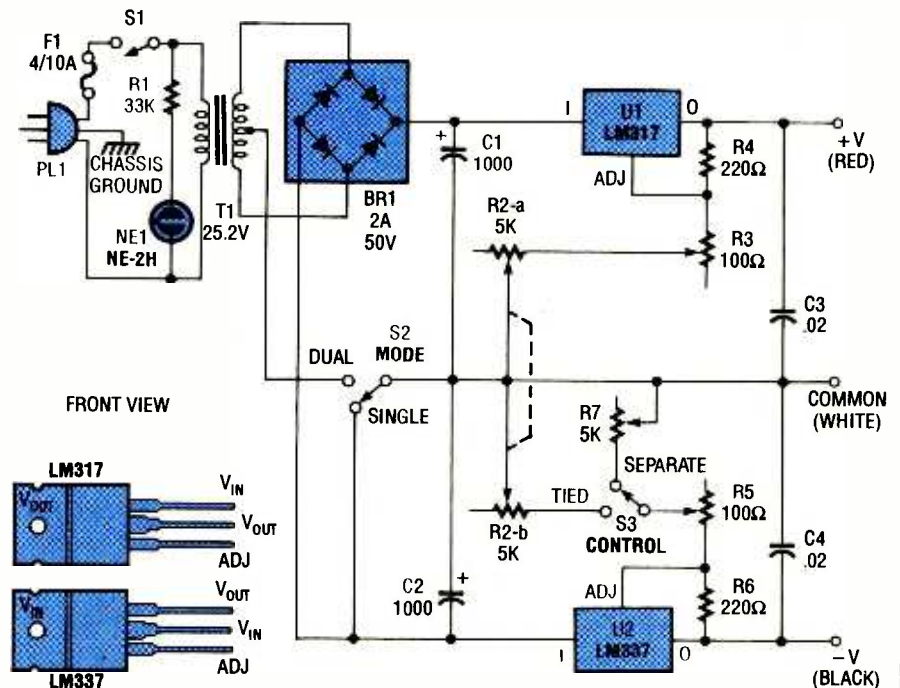 S1
F1
4/10A
R1
33K
PL1
CHASSIS
GROUND
NE1
NE-2H
T1
25.2V
BR1
2A
50V
+
C1
1000
I
U1
LM317
O
ADJ
R4
220Ω
+V
(RED)
R2-a
5K
R3
100Ω
C3
.02
S2
MODE
DUAL
SINGLE
COMMON
(WHITE)
R7
5K
SEPARATE
TIED
S3
CONTROL
R2-b
5K
R5
100Ω
C4
.02
C2
1000
+
ADJ
R6
220Ω
I
U2
LM337
O
−V
(BLACK)
FRONT VIEW
LM317
VOUT
VIN
VOUT
ADJ
VIN
VOUT
VIN
ADJ
LM337